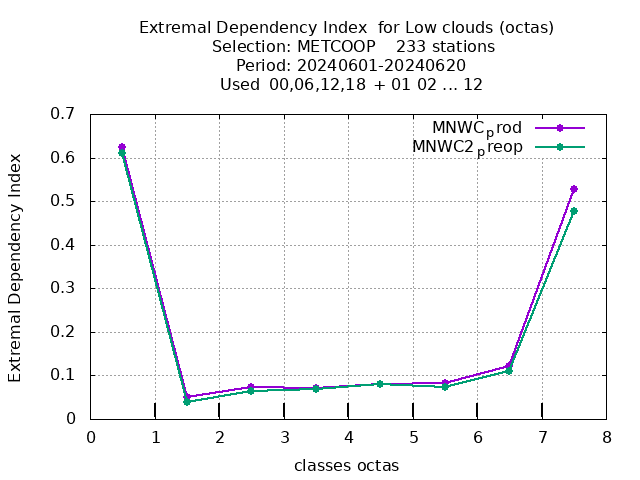 Extremal Dependency Index  for Low clouds (octas)
Selection: METCOOP    233 stations
Period: 20240601-20240620
Used  00,06,12,18  + 01 02 ... 12
MNWCprod
MNWC2preop
Extremal Dependency Index
0.7
0.6
0.5
0.4
0.3
0.2
0.1
0
0 1 2 3 4 5 6 7 8
classes octas